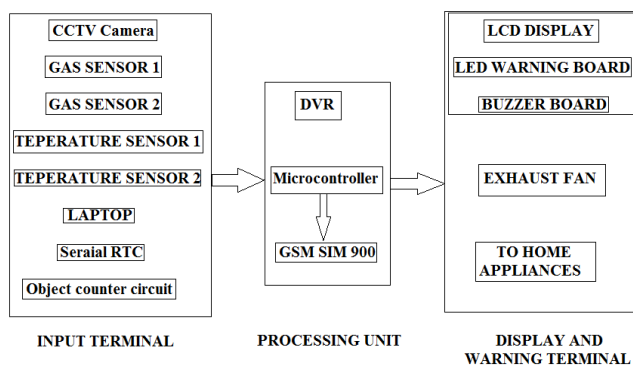 CCTV Camera
GAS SENSOR 1
GAS SENSOR 2
TEPERATURE SENSOR 1
TEPERATURE SENSOR 2
LAPTOP
Seraial RTC
Object counter circuit
INPUT TERMINAL
DVR
Microcontroller
GSM SIM 900
PROCESSING UNIT
LCD DISPLAY
LED WARNING BOARD
BUZZER BOARD
EXHAUST FAN
TO HOME
APPLIANCES
DISPLAY AND
WARNING TERMINAL